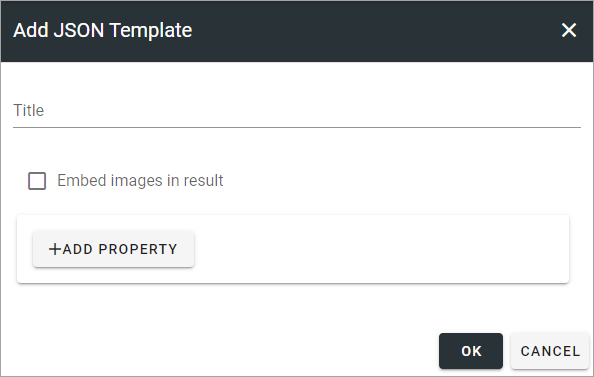 Add JSON Template
Title
Embed images in result
+ADD PROPERTY
OK CANCEL